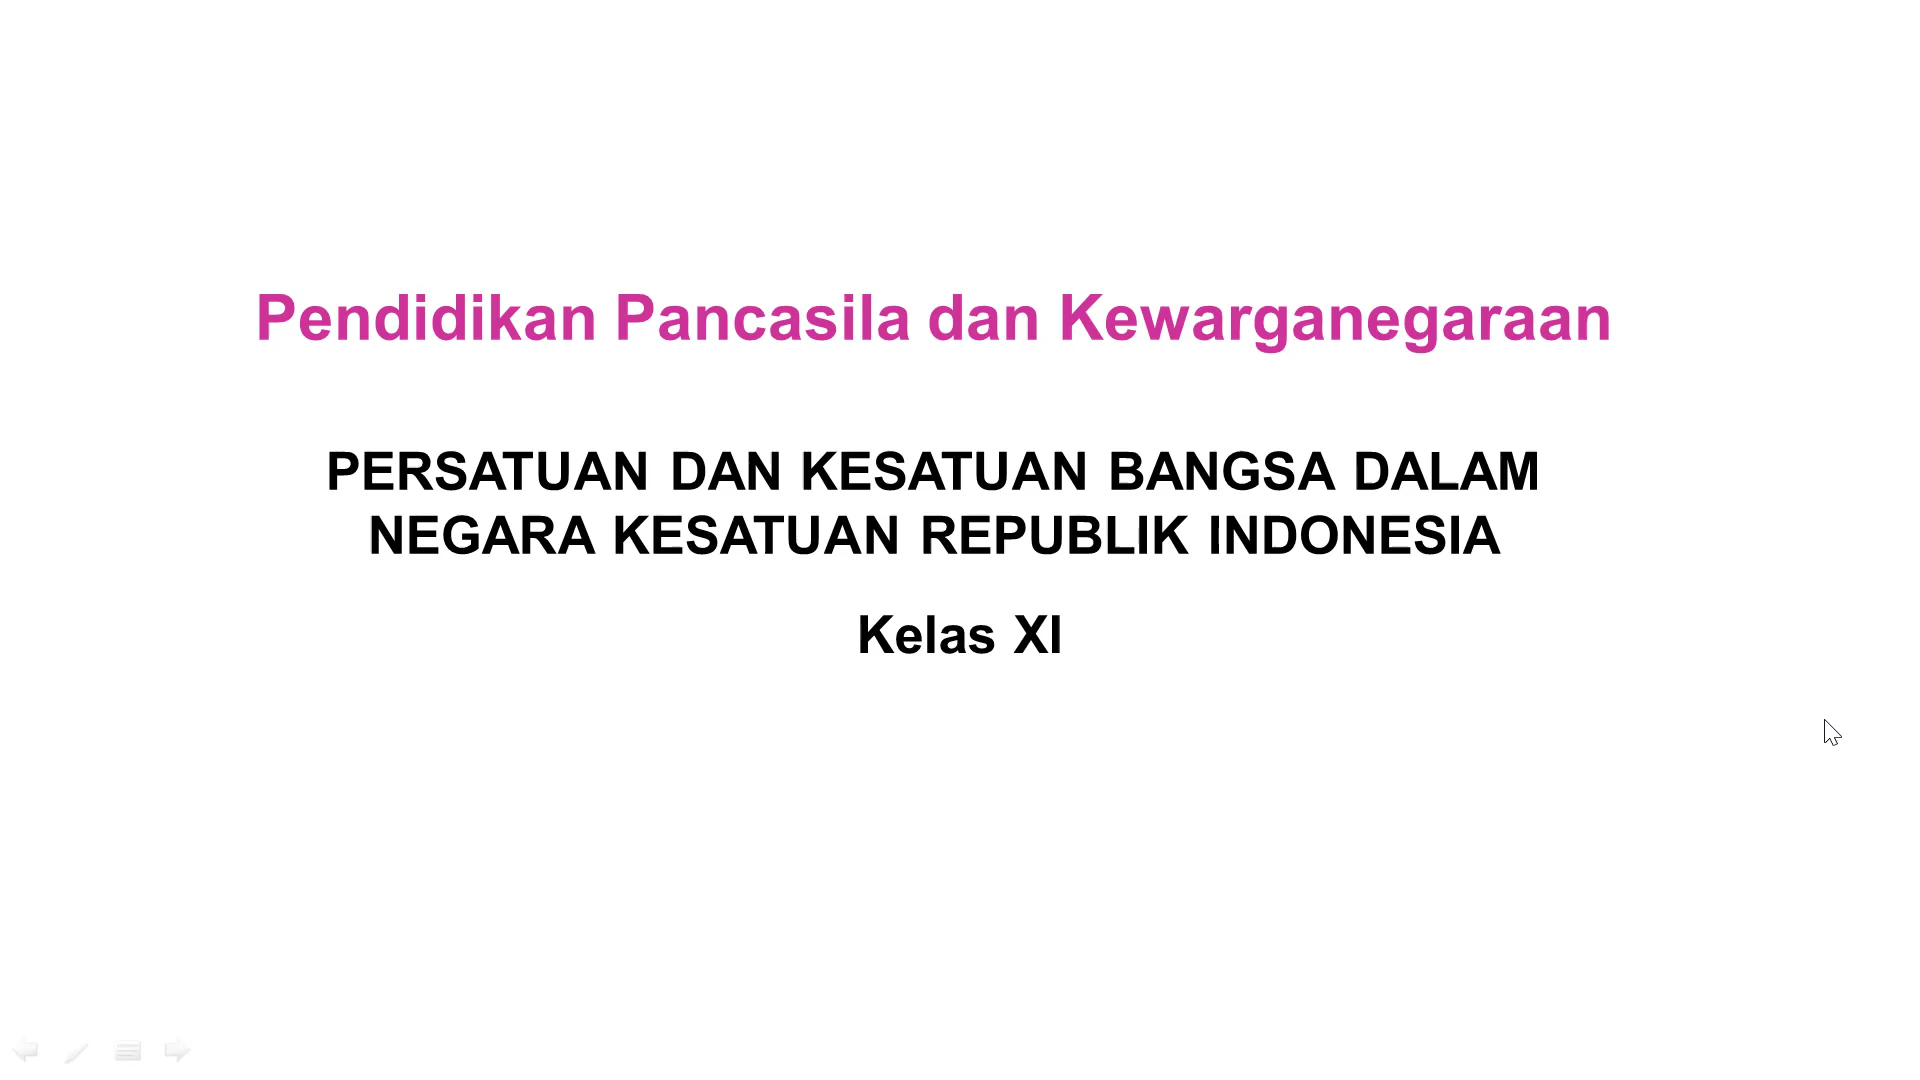 Pendidikan Pancasila dan Kewarganegaraan
PERSATUAN DAN KESATUAN BANGSA DALAM
NEGARA KESATUAN REPUBLIK INDONESIA
Kelas XI